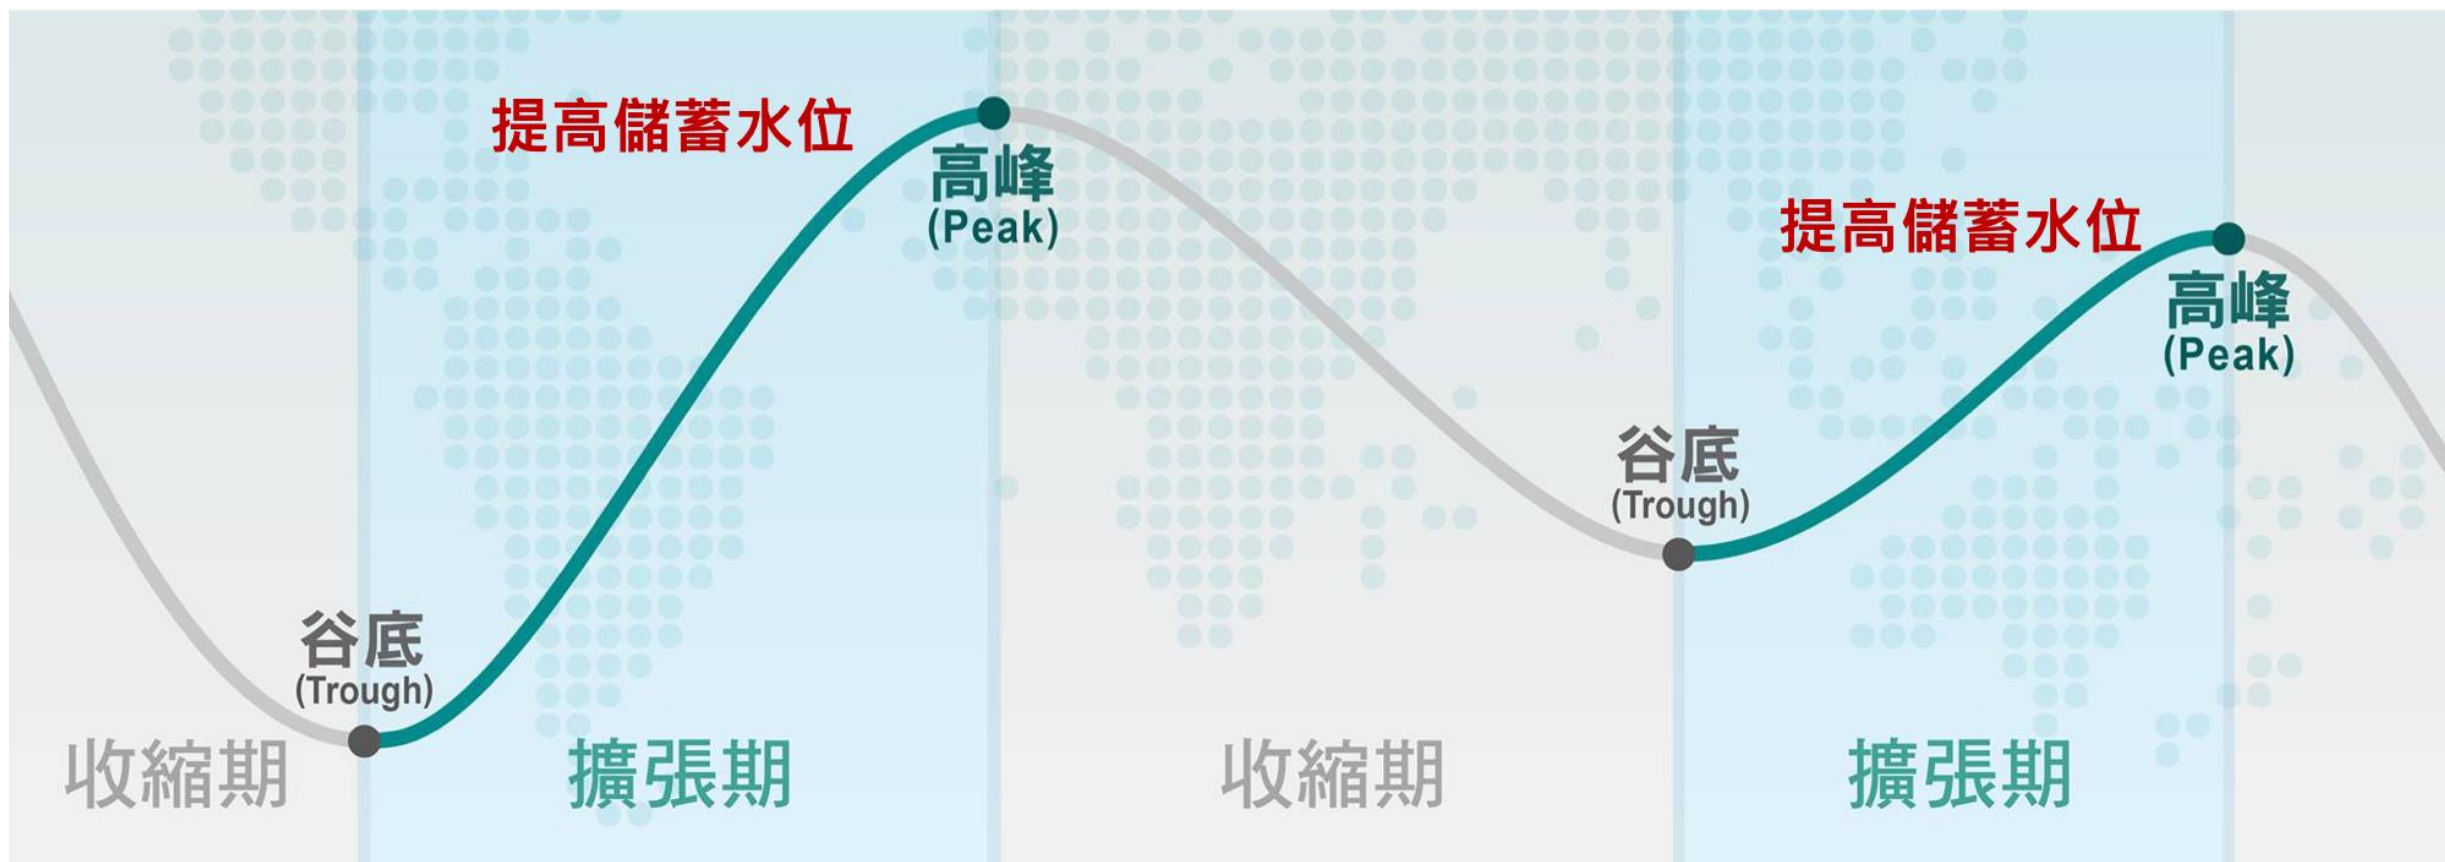 提高儲蓄水位
高峰
(Peak)
提高儲蓄水位
高峰
(Peak)
谷底
(Trough)
谷底
(Trough)
收縮期
擴張期
收縮期
擴張期